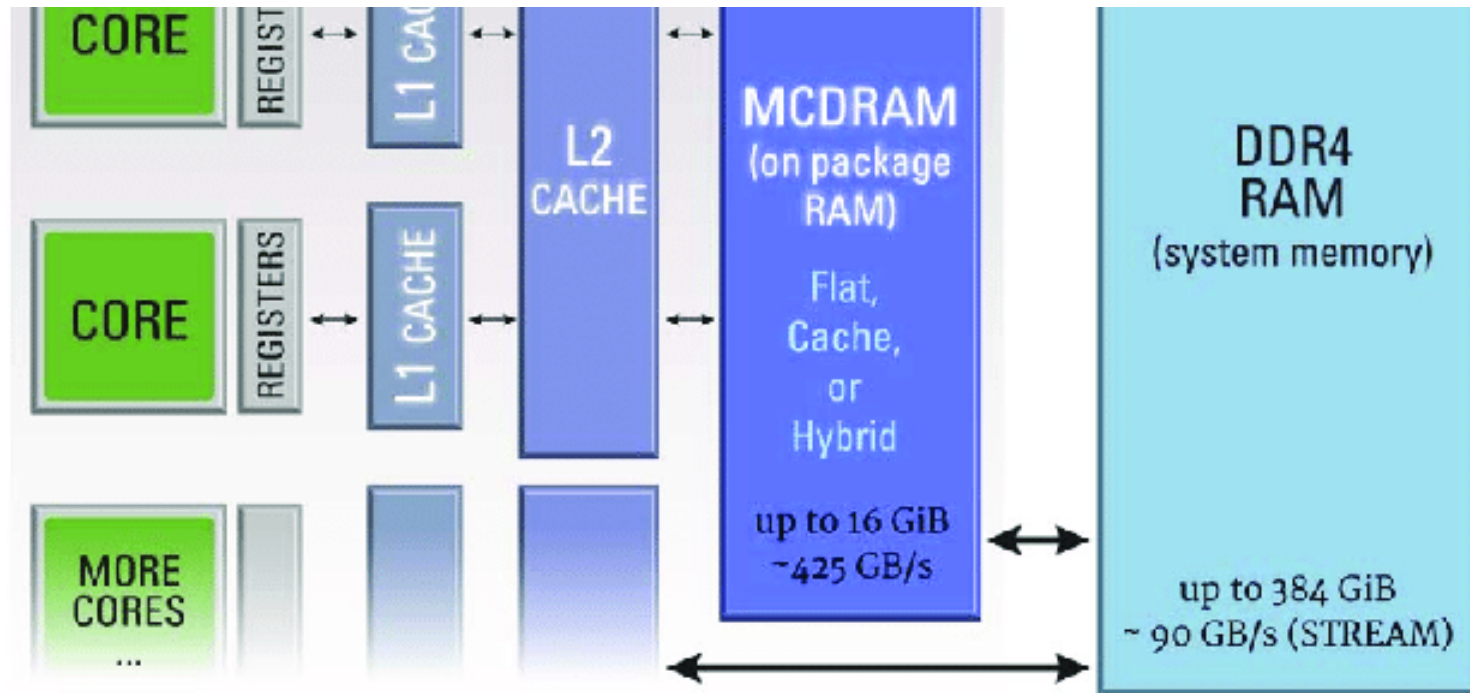 CORE
REGIST
L1 CAC
L2
CACHE
MCDRAM
(on package
RAM)
Flat,
Cache,
or
Hybrid
up to 16 GiB
~425 GB/s
DDR4
RAM
(system memory)
up to 384 GiB
~ 90 GB/s (STREAM)
CORE
REGISTERS
L1 CACHE
MORE
CORES
...